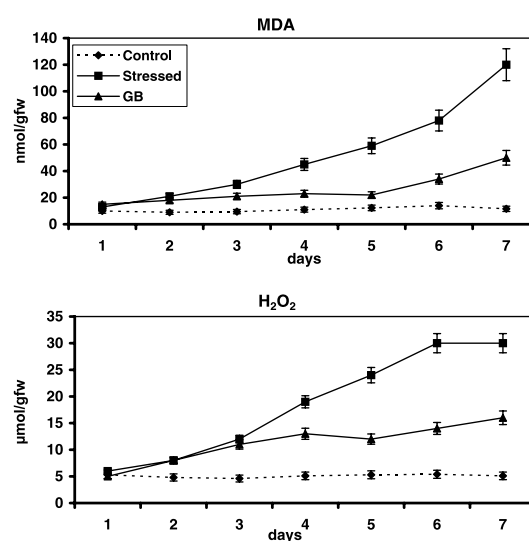 MDA
nmol/gfw
140
120
100
80
60
40
20
0
Control
Stressed
GB
1 2 3 4 5 6 7
days
H₂O₂
µmol/gfw
35
30
25
20
15
10
5
0
1 2 3 4 5 6 7
days